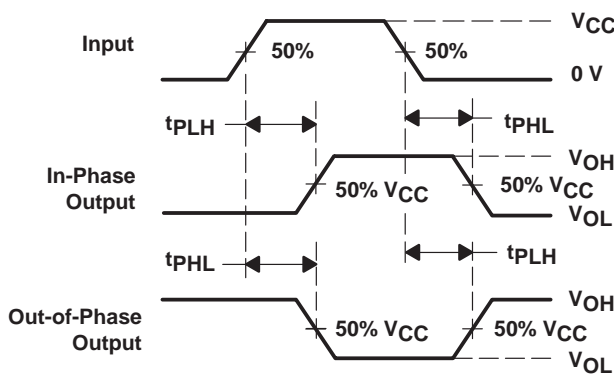 Input
50%
50%
VCC
0 V
tPLH
tPHL
In-Phase
Output
50% VCC
50% VCC
VOH
VOL
tPHL
tPLH
Out-of-Phase
Output
50% VCC
50% VCC
VOH
VOL